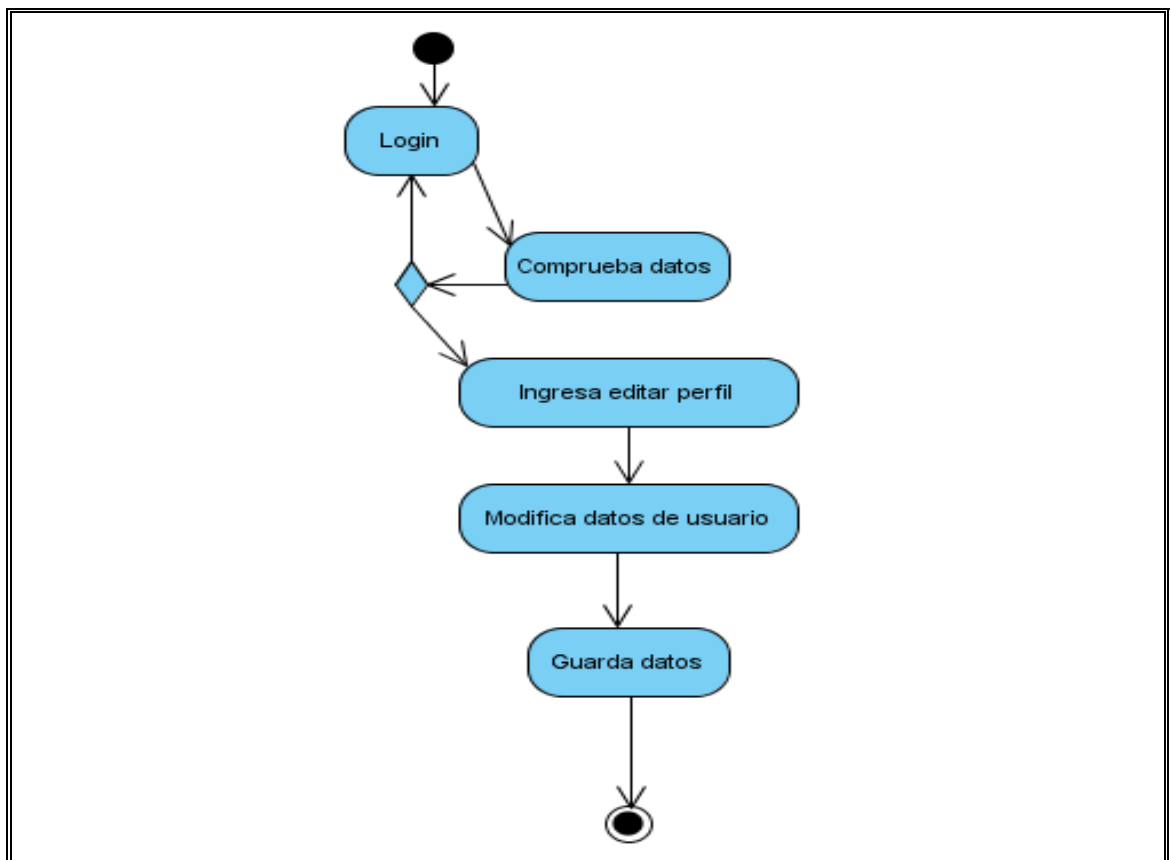 Login
Comprueba datos
Ingresa editar perfil
Modifica datos de usuario
Guarda datos